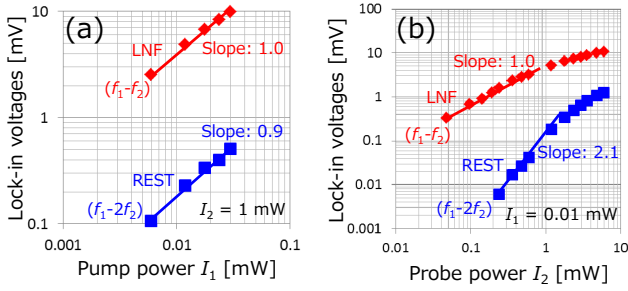 (a)
Lock-in voltages [mV]
10
1
0.1
LNF
Slope: 1.0
(f1-f2)
Slope: 0.9
REST
(f1-2f2)
I2 = 1 mW
0.001
0.01
0.1
Pump power I1 [mW]
(b)
Lock-in voltages [mV]
100
10
1
0.1
0.01
0.001
Slope: 1.0
LNF
(f1-f2)
REST
Slope: 2.1
(f1-2f2)
I1 = 0.01 mW
0.01
0.1
1
10
Probe power I2 [mW]